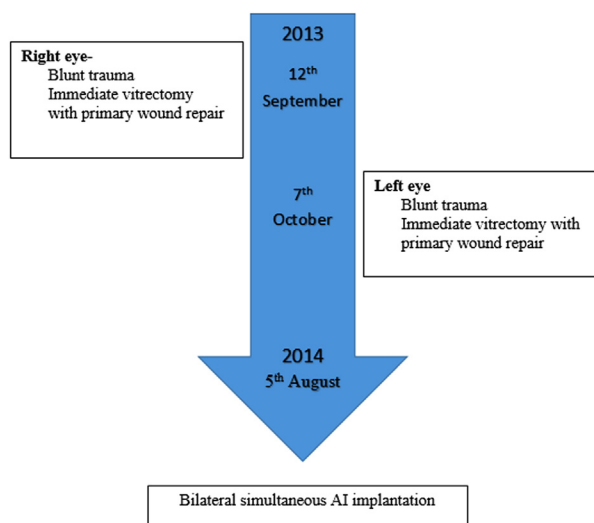 2013
Right eye-
Blunt trauma
Immediate vitrectomy
with primary wound repair
12th
September
7th
October
Left eye
Blunt trauma
Immediate vitrectomy with
primary wound repair
2014
5th August
Bilateral simultaneous AI implantation